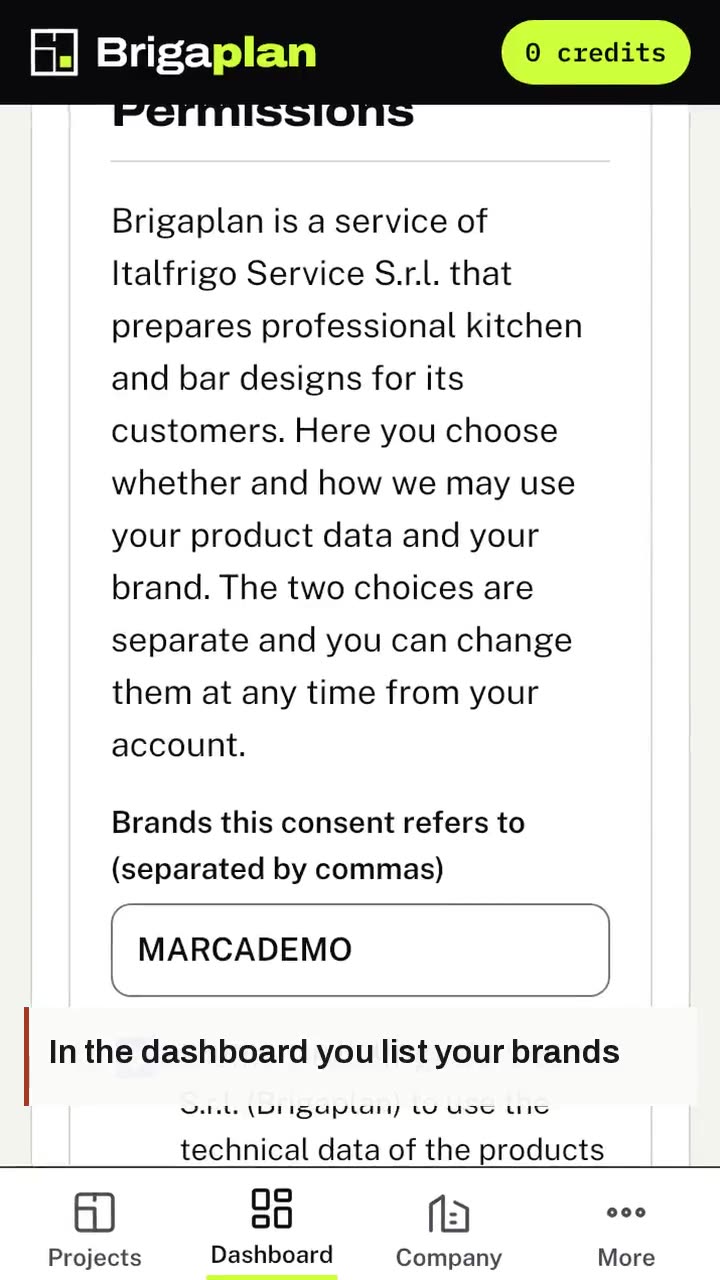 Brigaplan
0 credits
Permissions
Brigaplan is a service of
Italfrigo Service S.r.l. that
prepares professional kitchen
and bar designs for its
customers. Here you choose
whether and how we may use
your product data and your
brand. The two choices are
separate and you can change
them at any time from your
account.
Brands this consent refers to
(separated by commas)
MARCADEMO
In the dashboard you list your brands
S.r.l. (Brigaplan) to use the
technical data of the products
Projects
Dashboard
Company
More